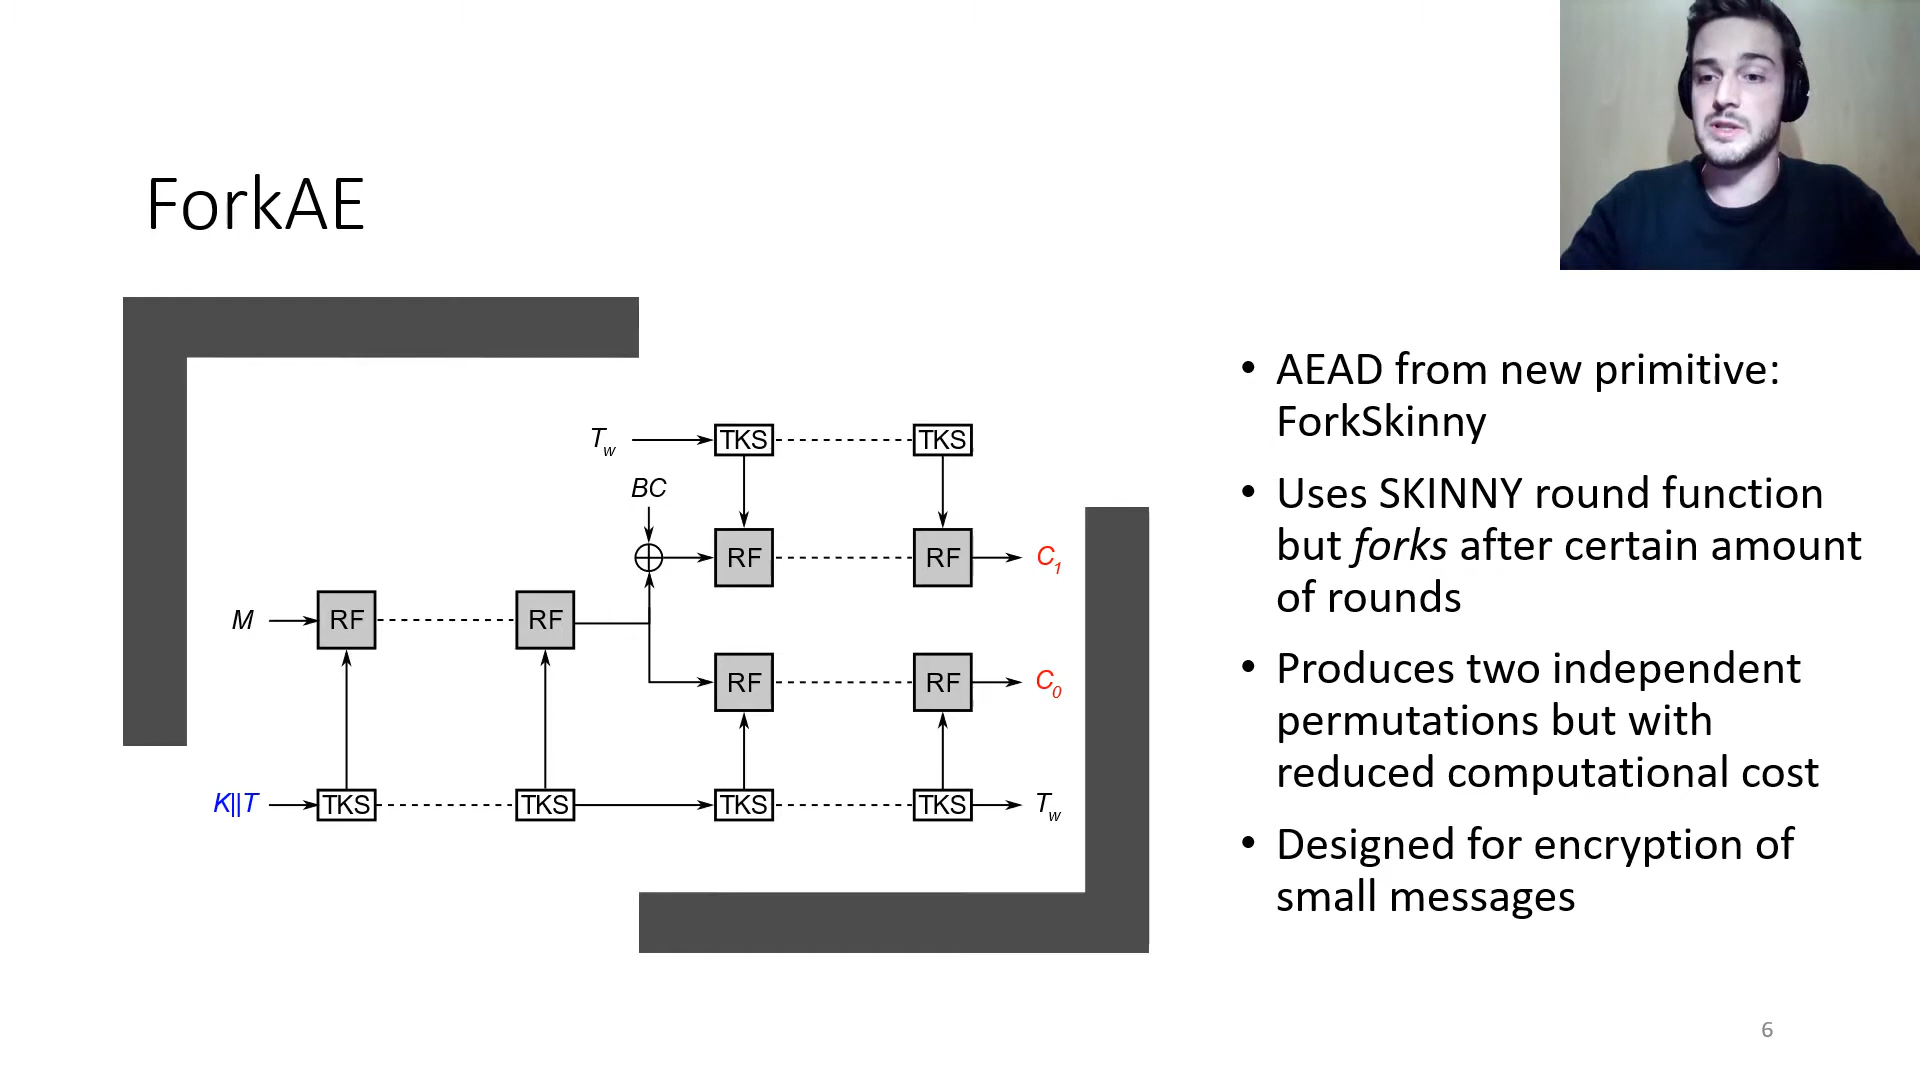 ForkAE
T_w
TKS
TKS
BC
RF
RF
C_1
M
RF
RF
RF
RF
C_0
K||T
TKS
TKS
TKS
TKS
T_w
• AEAD from new primitive:
ForkSkinny
• Uses SKINNY round function
but forks after certain amount
of rounds
• Produces two independent
permutations but with
reduced computational cost
• Designed for encryption of
small messages
6